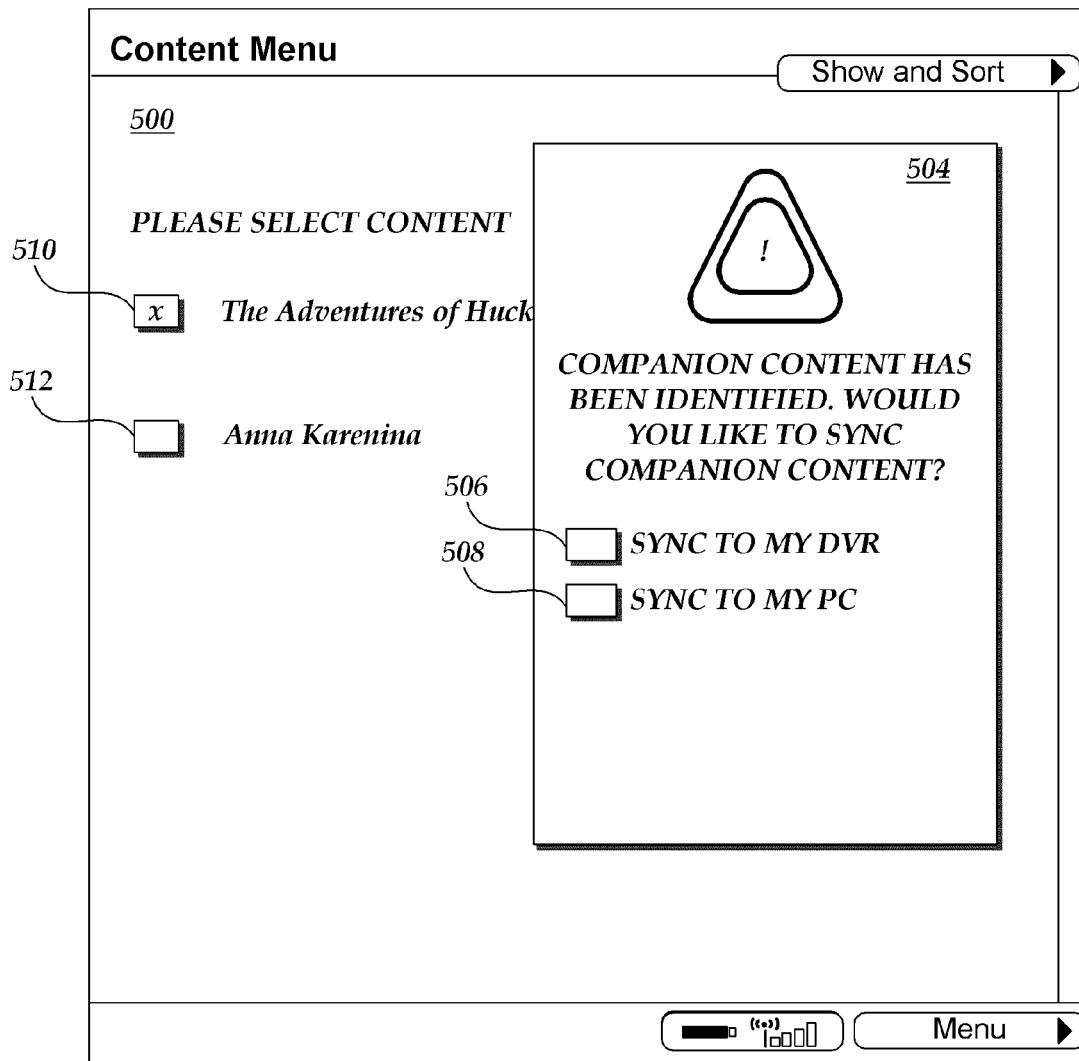 Content Menu
Show and Sort
500
504
PLEASE SELECT CONTENT
!
510
x
The Adventures of Huck
COMPANION CONTENT HAS
BEEN IDENTIFIED. WOULD
YOU LIKE TO SYNC
COMPANION CONTENT?
512
Anna Karenina
506
SYNC TO MY DVR
508
SYNC TO MY PC
Menu